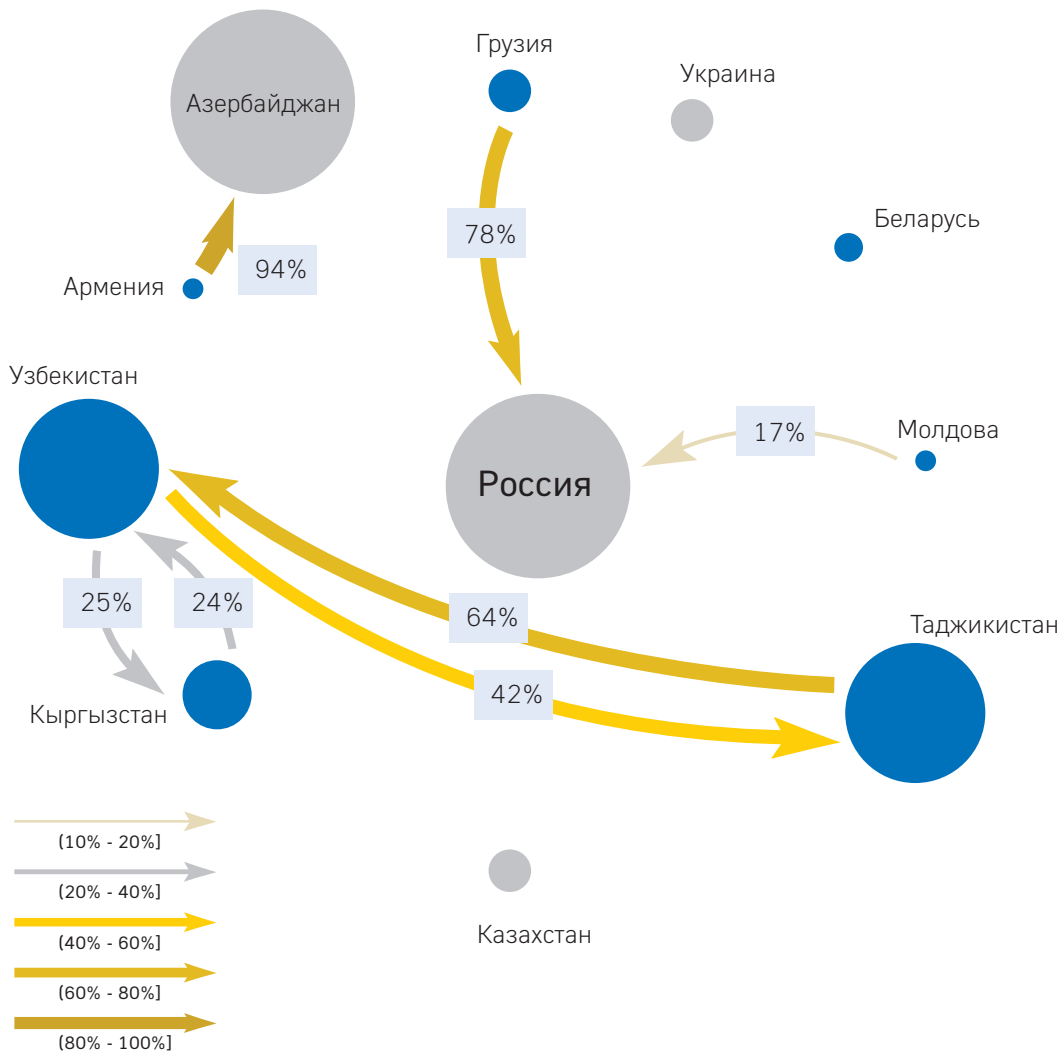 Грузия
Украина
Азербайджан
Беларусь
78%
94%
Армения
Узбекистан
17%
Молдова
Россия
25%
24%
64%
Таджикистан
42%
Кыргызстан
(10% - 20%]
(20% - 40%]
Казахстан
(40% - 60%]
(60% - 80%]
(80% - 100%]